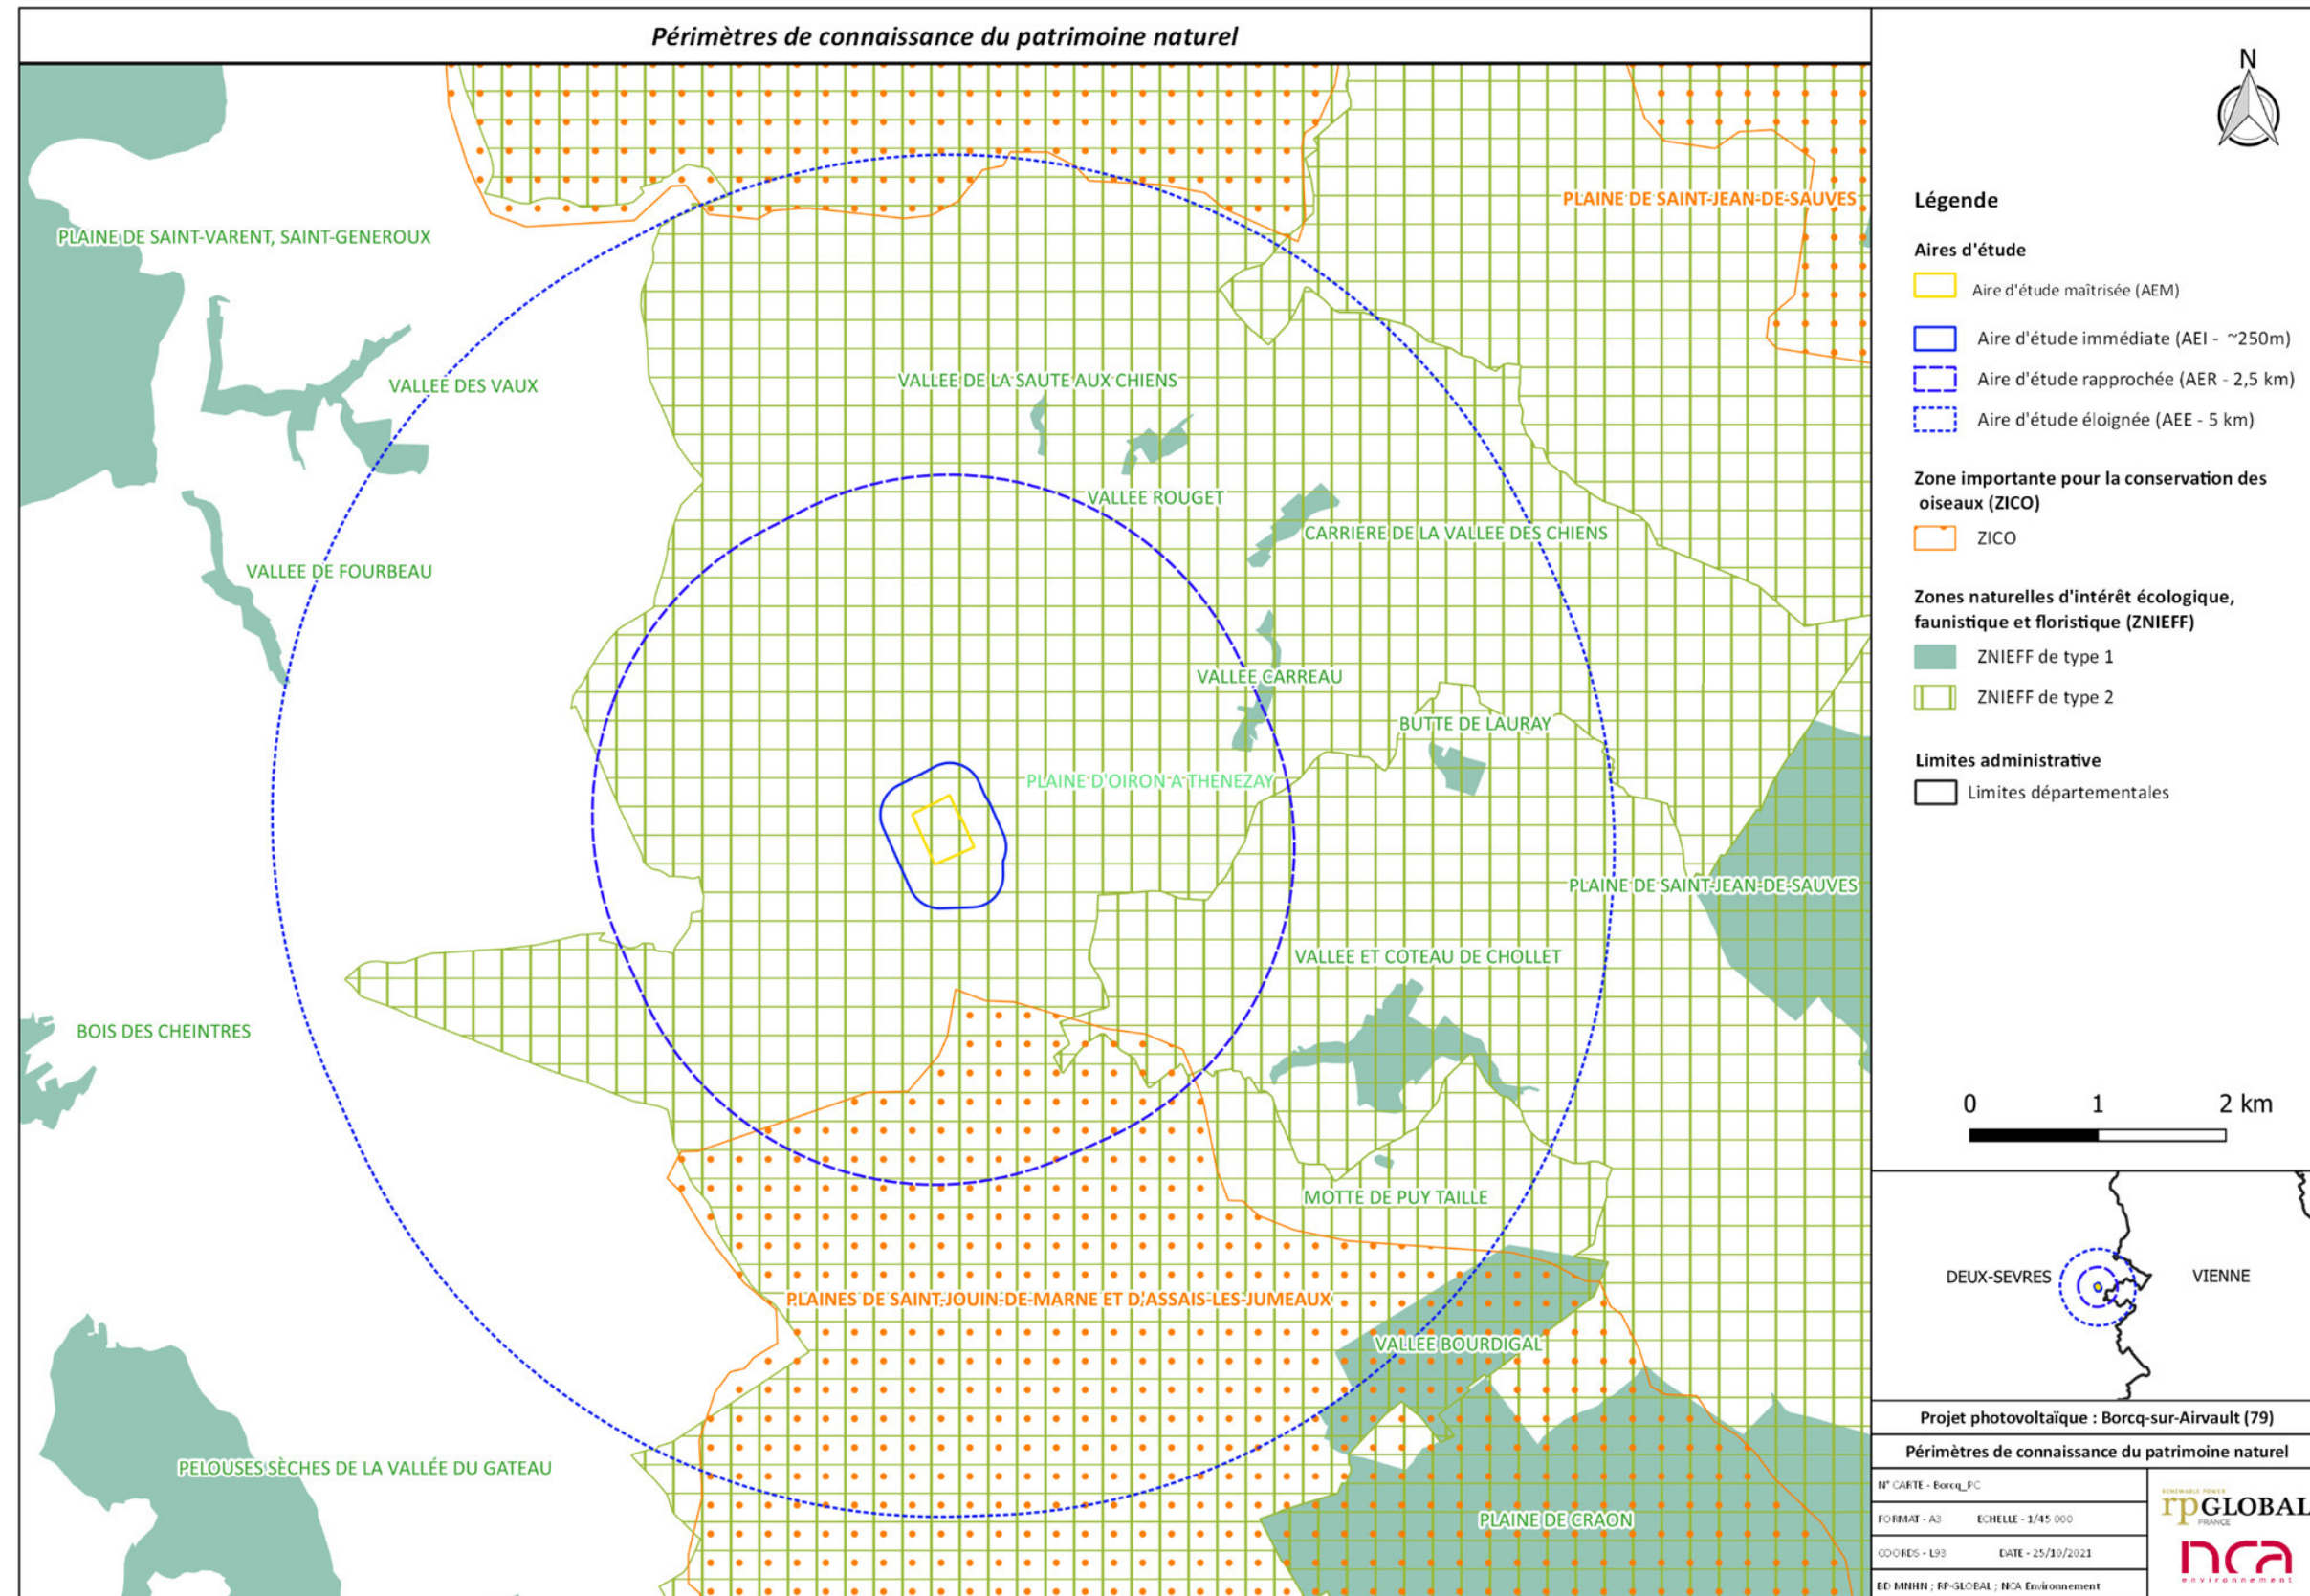 Périmètres de connaissance du patrimoine naturel
PLAINE DE SAINT-JEAN-DE-SAUVES
PLAINE DE SAINT-VARENT, SAINT-GENEROUX
VALLEE DES VAUX
VALLEE DE LA SAUTE AUX CHIENS
VALLEE ROUGET
CARRIERE DE LA VALLEE DES CHIENS
VALLEE DE FOURBEAU
VALLEE CARREAU
BUTTE DE LAURAY
PLAINE D'OIRON A THENEZAY
PLAINE DE SAINT-JEAN-DE-SAUVES
VALLEE ET COTEAU DE CHOLLET
BOIS DES CHEINTRES
MOTTE DE PUY TAILLE
PLAINES DE SAINT-JOUIN-DE-MARNE ET D'ASSAIS-LES-JUMEAUX
VALLEE BOURDIGAL
PELOUSES SÈCHES DE LA VALLÉE DU GATEAU
PLAINE DE CRAON
N
Légende
Aires d'étude
Aire d'étude maîtrisée (AEM)
Aire d'étude immédiate (AEI - ~250m)
Aire d'étude rapprochée (AER - 2,5 km)
Aire d'étude éloignée (AEE - 5 km)
Zone importante pour la conservation des
oiseaux (ZICO)
ZICO
Zones naturelles d'intérêt écologique,
faunistique et floristique (ZNIEFF)
ZNIEFF de type 1
ZNIEFF de type 2
Limites administrative
Limites départementales
0 1 2 km
DEUX-SEVRES VIENNE
Projet photovoltaïque : Borcq-sur-Airvault (79)
Périmètres de connaissance du patrimoine naturel
N° CARTE - Borcq_PC
FORMAT - A3 ECHELLE - 1/45 000
COORDS - L93 DATE - 25/10/2021
BD MNHN ; RP-GLOBAL ; NCA Environnement
RENEWABLE POWER
rp GLOBAL
FRANCE
nca
environnement